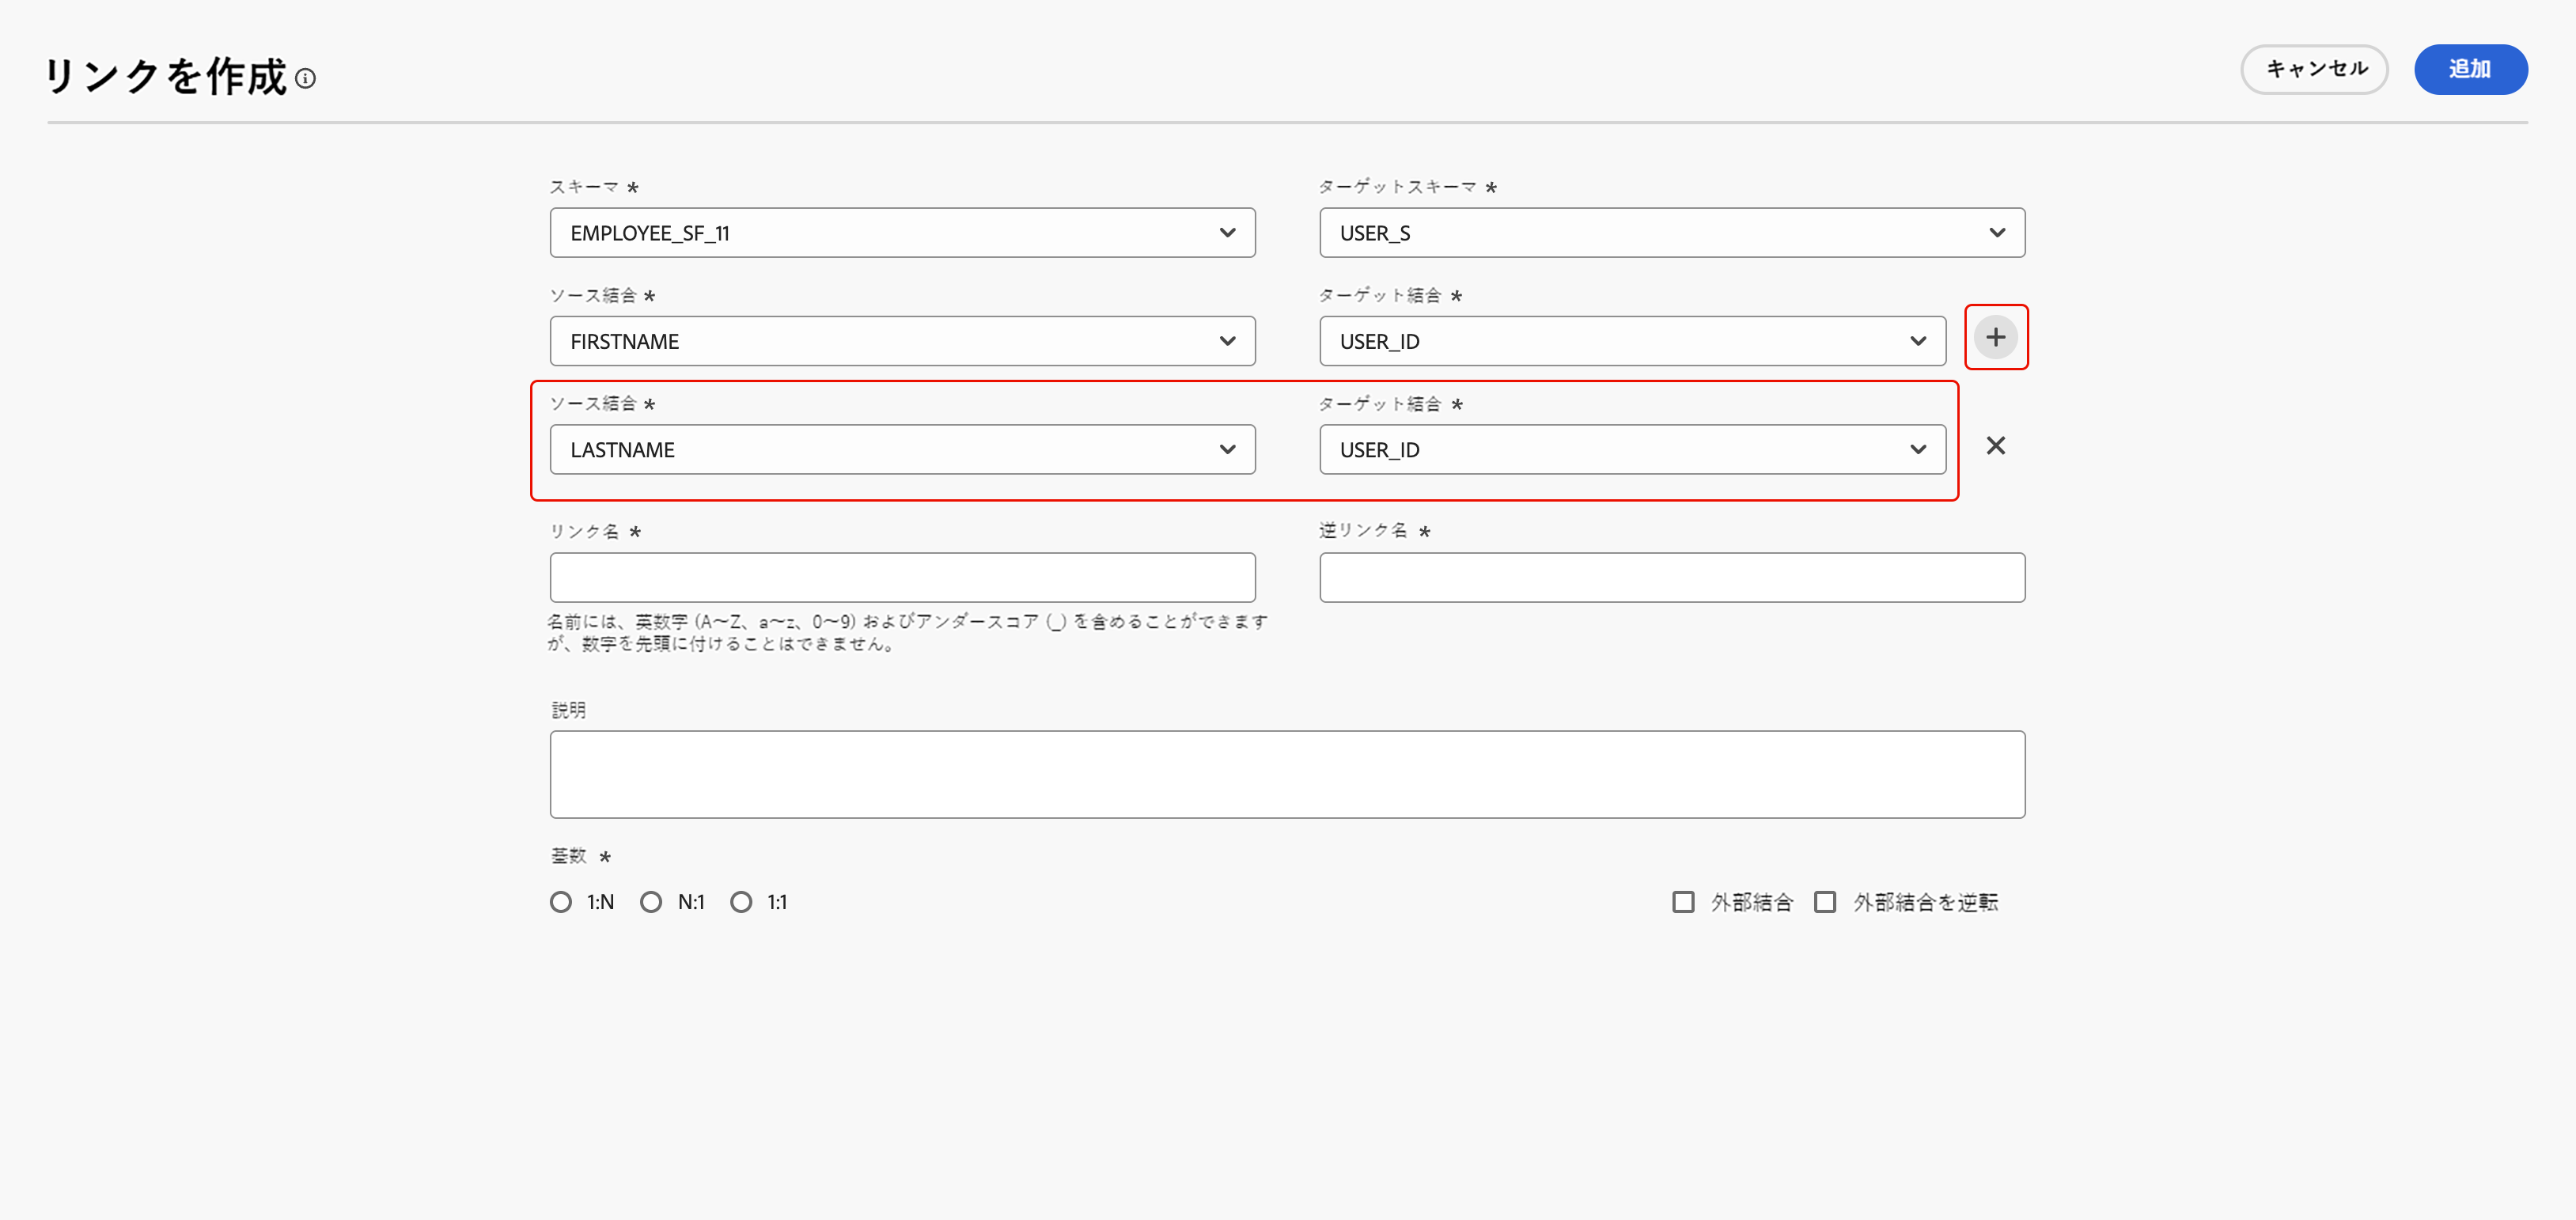 リンクを作成
キャンセル
追加
スキーマ *
ターゲットスキーマ *
EMPLOYEE_SF_11
USER_S
ソース結合 *
ターゲット結合 *
FIRSTNAME
USER_ID
ソース結合 *
ターゲット結合 *
LASTNAME
USER_ID
リンク名 *
逆リンク名 *
名前には、英数字 (A〜Z、a〜z、0〜9) およびアンダースコア (_) を含めることができます
が、数字を先頭に付けることはできません。
説明
基数 *
1:N
N:1
1:1
外部結合
外部結合を逆転